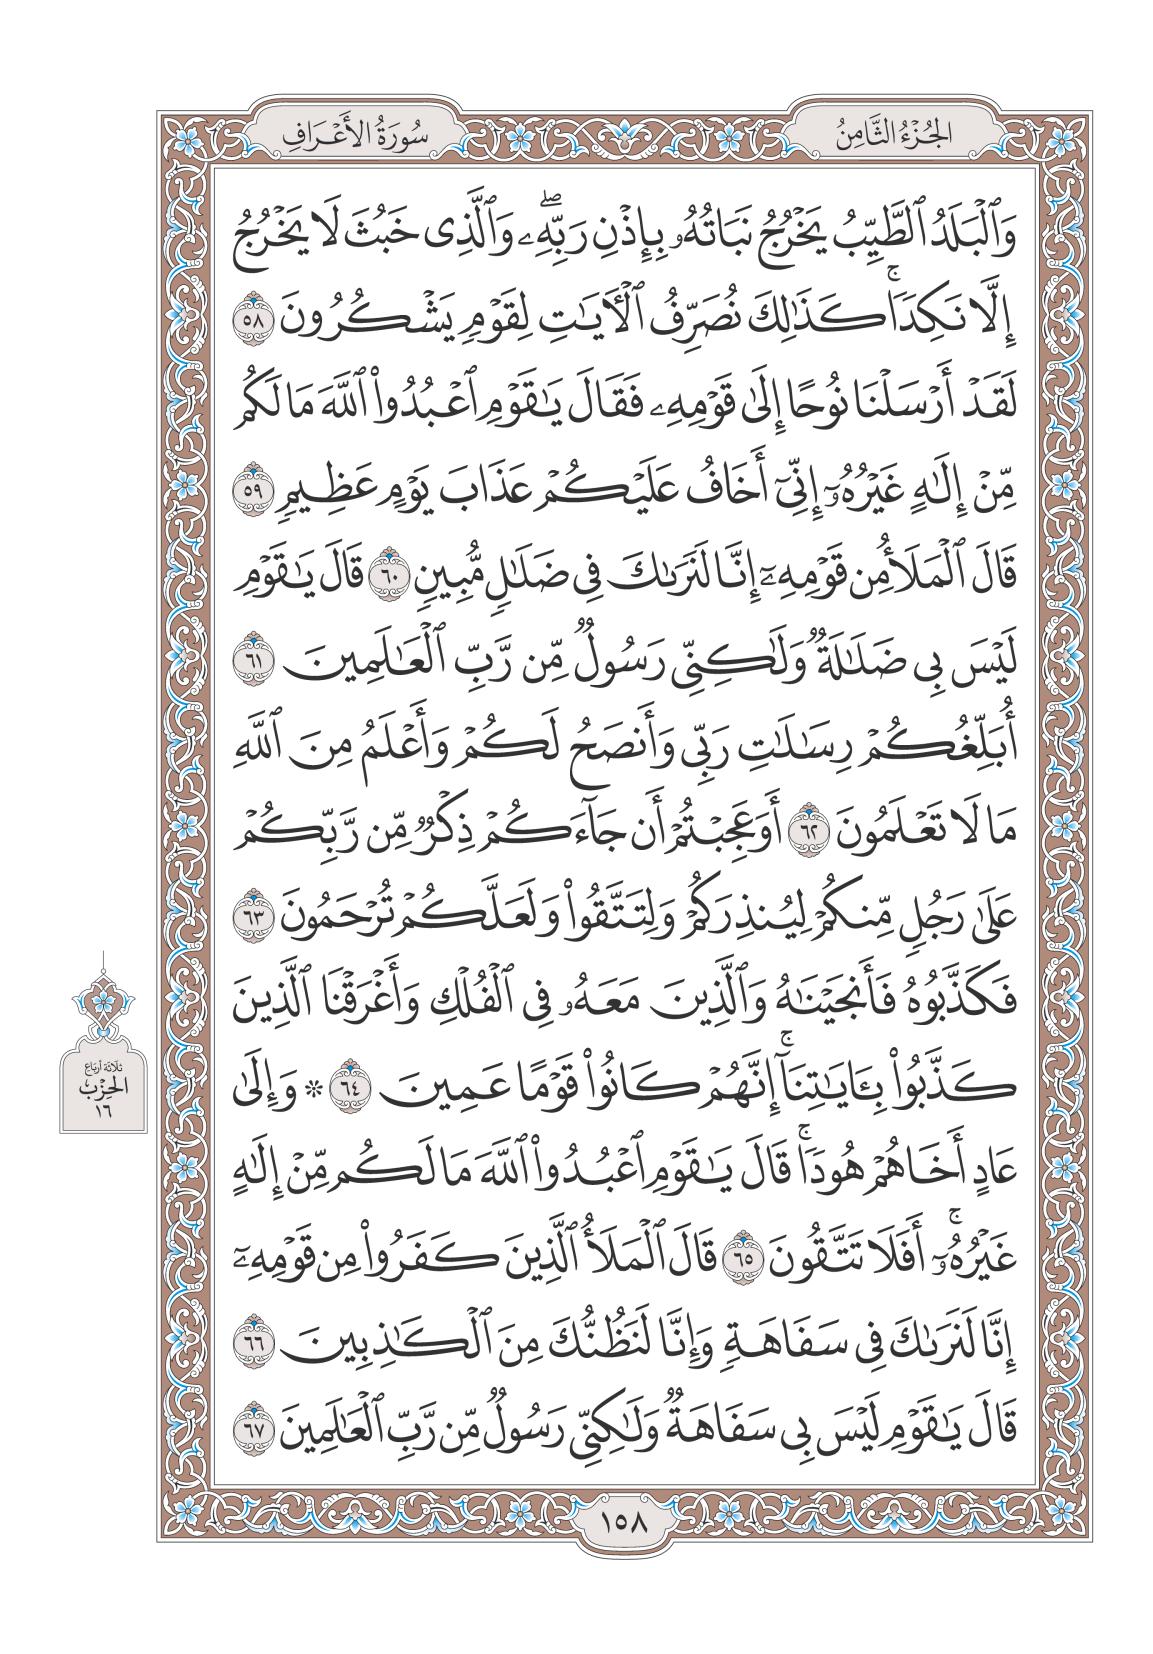 الجُزْءُ الثَّامِنُ
سُورَةُ الأَعْرَافِ
وَٱلْبَلَدُ ٱلطَّيِّبُ يَخْرُجُ نَبَاتُهُۥ بِإِذْنِ رَبِّهِۦۖ وَٱلَّذِى خَبُثَ لَا يَخْرُجُ
إِلَّا نَكِدًاۚ كَذَٰلِكَ نُصَرِّفُ ٱلْـَٔايَـٰتِ لِقَوْمٍ يَشْكُرُونَ ٥٨
لَقَدْ أَرْسَلْنَا نُوحًا إِلَىٰ قَوْمِهِۦ فَقَالَ يَـٰقَوْمِ ٱعْبُدُوا۟ ٱللَّهَ مَا لَكُم
مِّنْ إِلَـٰهٍ غَيْرُهُۥٓ إِنِّىٓ أَخَافُ عَلَيْكُمْ عَذَابَ يَوْمٍ عَظِيمٍ ٥٩
قَالَ ٱلْمَلَأُ مِن قَوْمِهِۦٓ إِنَّا لَنَرَىٰكَ فِى ضَلَـٰلٍ مُّبِينٍ ٦٠ قَالَ يَـٰقَوْمِ
لَيْسَ بِى ضَلَـٰلَةٌ وَلَـٰكِنِّى رَسُولٌ مِّن رَّبِّ ٱلْعَـٰلَمِينَ ٦١
أُبَلِّغُكُمْ رِسَـٰلَـٰتِ رَبِّى وَأَنصَحُ لَكُمْ وَأَعْلَمُ مِنَ ٱللَّهِ
مَا لَا تَعْلَمُونَ ٦٢ أَوَعَجِبْتُمْ أَن جَآءَكُمْ ذِكْرٌ مِّن رَّبِّكُمْ
عَلَىٰ رَجُلٍ مِّنكُمْ لِيُنذِرَكُمْ وَلِتَتَّقُوا۟ وَلَعَلَّكُمْ تُرْحَمُونَ ٦٣
فَكَذَّبُوهُ فَأَنجَيْنَـٰهُ وَٱلَّذِينَ مَعَهُۥ فِى ٱلْفُلْكِ وَأَغْرَقْنَا ٱلَّذِينَ
كَذَّبُوا۟ بِـَٔايَـٰتِنَآۚ إِنَّهُمْ كَانُوا۟ قَوْمًا عَمِينَ ٦٤ * وَإِلَىٰ
عَادٍ أَخَاهُمْ هُودًاۚ قَالَ يَـٰقَوْمِ ٱعْبُدُوا۟ ٱللَّهَ مَا لَكُم مِّنْ إِلَـٰهٍ
غَيْرُهُۥٓۚ أَفَلَا تَتَّقُونَ ٦٥ قَالَ ٱلْمَلَأُ ٱلَّذِينَ كَفَرُوا۟ مِن قَوْمِهِۦٓ
إِنَّا لَنَرَىٰكَ فِى سَفَاهَةٍ وَإِنَّا لَنَظُنُّكَ مِنَ ٱلْكَـٰذِبِينَ ٦٦
قَالَ يَـٰقَوْمِ لَيْسَ بِى سَفَاهَةٌ وَلَـٰكِنِّى رَسُولٌ مِّن رَّبِّ ٱلْعَـٰلَمِينَ ٦٧
ثلاثة أرباع
الحِزْب
١٦
١٥٨